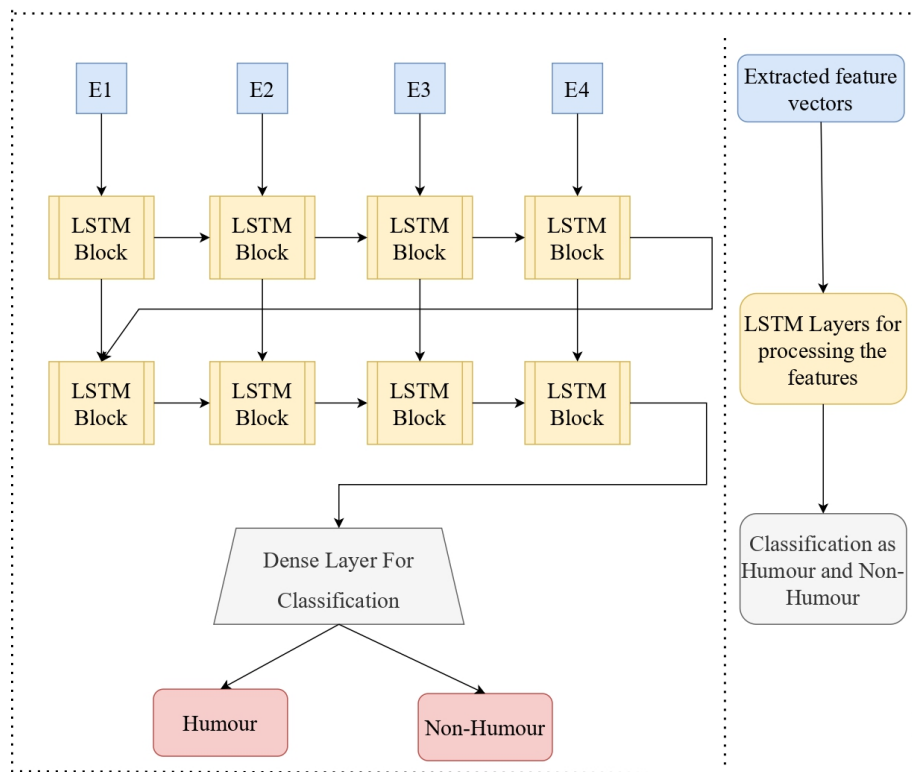 E1
E2
E3
E4
LSTM
Block
LSTM
Block
LSTM
Block
LSTM
Block
LSTM
Block
LSTM
Block
LSTM
Block
LSTM
Block
Dense Layer For
Classification
Humour
Non-Humour
Extracted feature
vectors
LSTM Layers for
processing the
features
Classification as
Humour and Non-
Humour